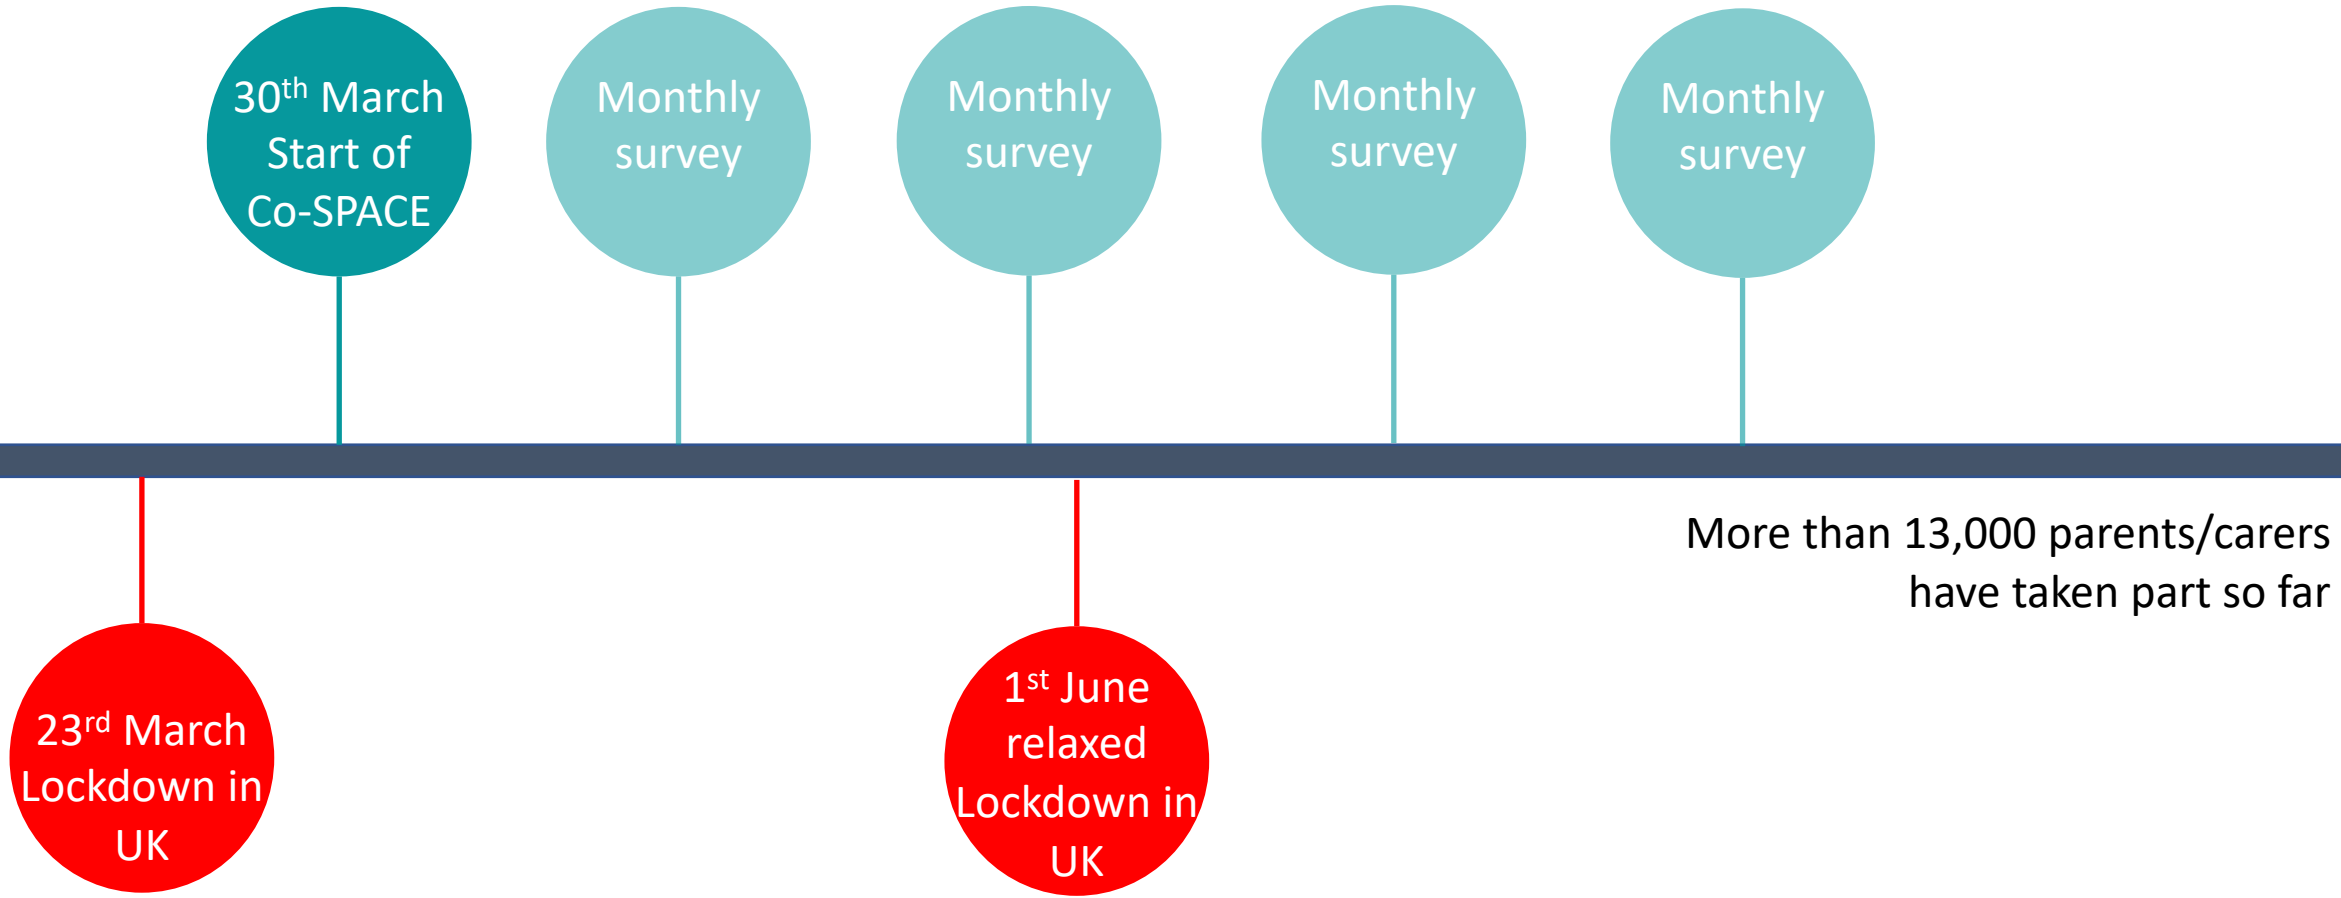 30th March
Start of
Co-SPACE
Monthly
survey
Monthly
survey
Monthly
survey
Monthly
survey
More than 13,000 parents/carers
have taken part so far
23rd March
Lockdown in
UK
1st June
relaxed
Lockdown in
UK